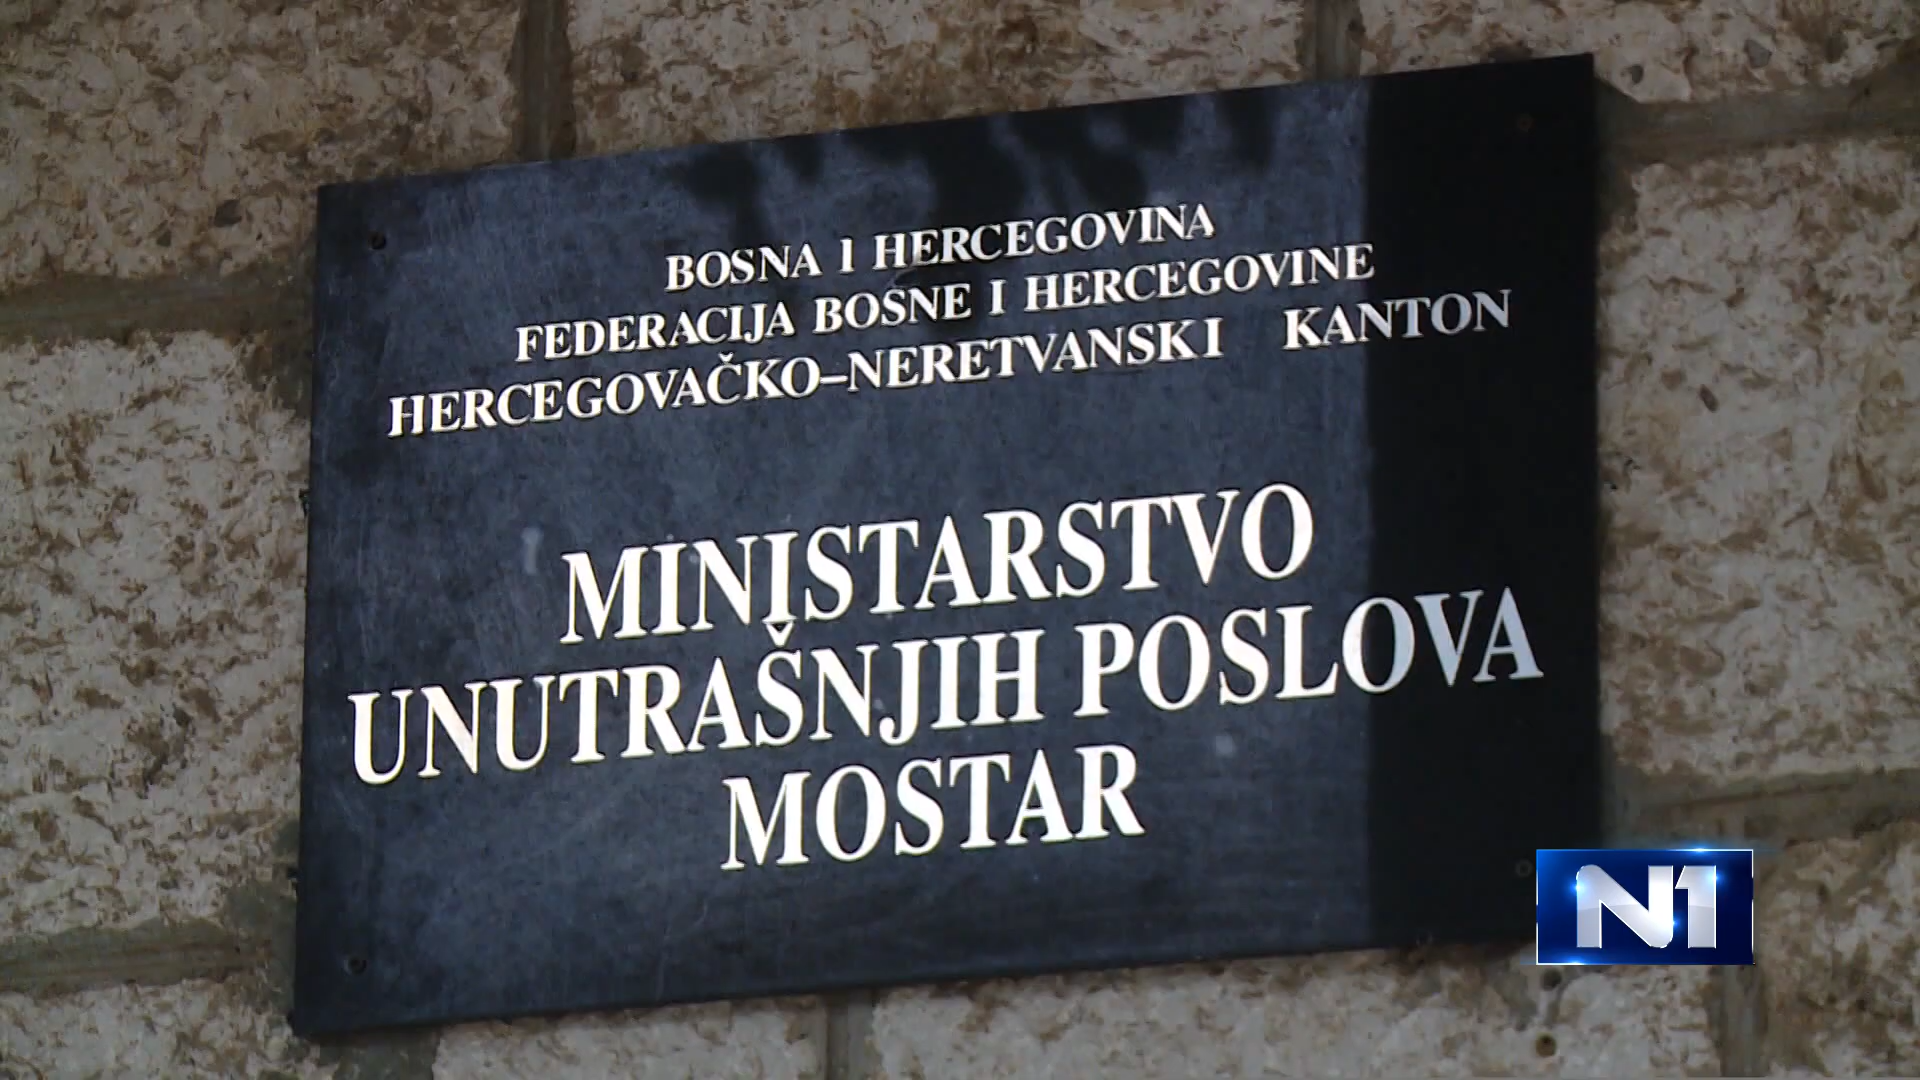 BOSNA I HERCEGOVINA
FEDERACIJA BOSNE I HERCEGOVINE
HERCEGOVAČKO–NERETVANSKI KANTON
MINISTARSTVO
UNUTRAŠNJIH POSLOVA
MOSTAR
N1